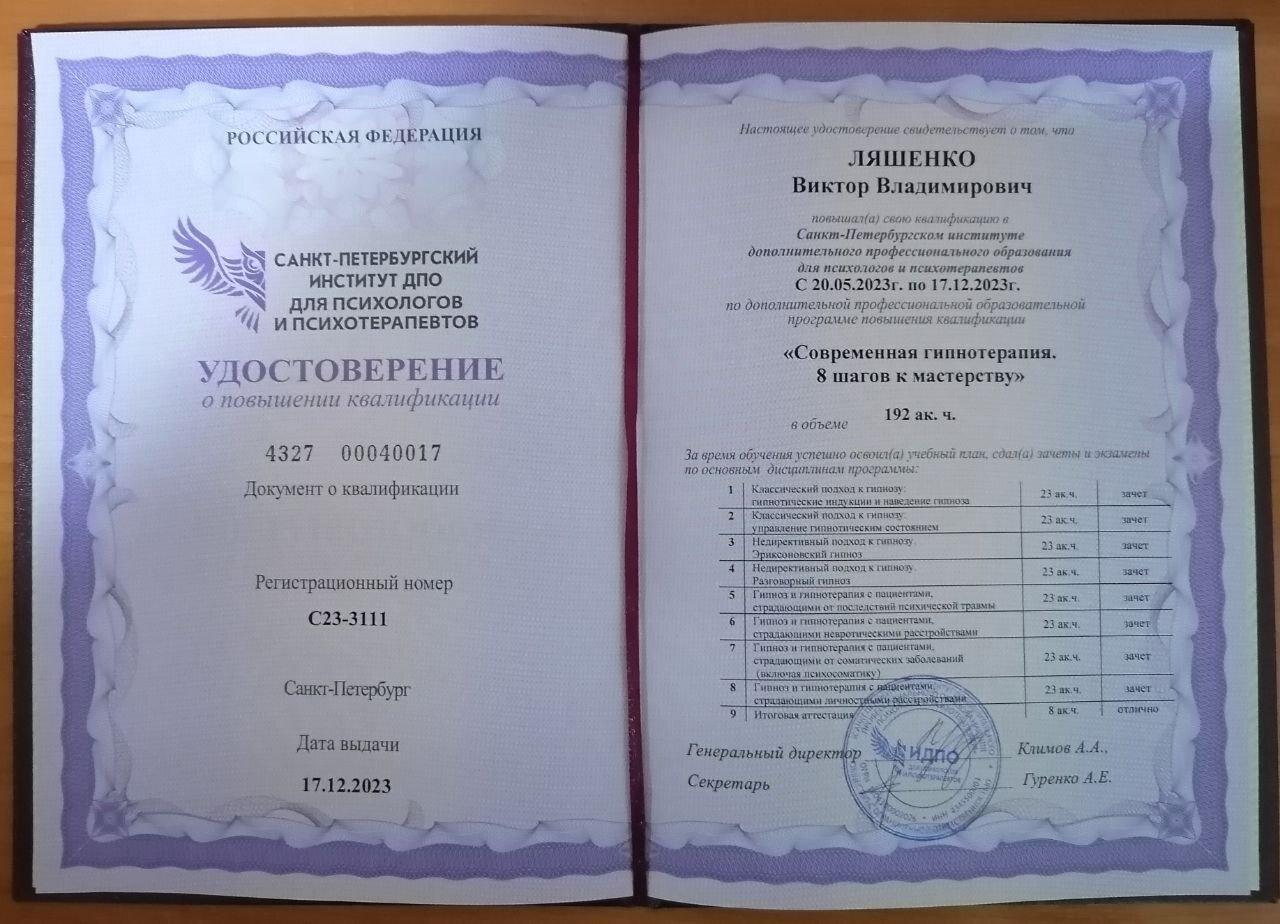 РОССИЙСКАЯ ФЕДЕРАЦИЯ
САНКТ-ПЕТЕРБУРГСКИЙ
ИНСТИТУТ ДПО
ДЛЯ ПСИХОЛОГОВ
И ПСИХОТЕРАПЕВТОВ
УДОСТОВЕРЕНИЕ
о повышении квалификации
4327 00040017
Документ о квалификации
Регистрационный номер
С23-3111
Санкт-Петербург
Дата выдачи
17.12.2023
Настоящее удостоверение свидетельствует о том, что
ЛЯШЕНКО
Виктор Владимирович
повышал(а) свою квалификацию в
Санкт-Петербургском институте
дополнительного профессионального образования
для психологов и психотерапевтов
С 20.05.2023г. по 17.12.2023г.
по дополнительной профессиональной образовательной
программе повышения квалификации
«Современная гипнотерапия.
8 шагов к мастерству»
в объеме 192 ак. ч.
За время обучения успешно освоил(а) учебный план, сдал(а) зачеты и экзамены
по основным дисциплинам программы:
1 Классический подход к гипнозу: 23 ак.ч. зачет
гипнотические индукции и наведение гипноза
2 Классический подход к гипнозу: 23 ак.ч. зачет
управление гипнотическим состоянием
3 Недирективный подход к гипнозу. 23 ак.ч. зачет
Эриксоновский гипноз
4 Недирективный подход к гипнозу. 23 ак.ч. зачет
Разговорный гипноз
5 Гипноз и гипнотерапия с пациентами, 23 ак.ч. зачет
страдающими от последствий психической травмы
6 Гипноз и гипнотерапия с пациентами, 23 ак.ч. зачет
страдающими невротическими расстройствами
7 Гипноз и гипнотерапия с пациентами,
страдающими от соматических заболеваний 23 ак.ч. зачет
(включая психосоматику)
8 Гипноз и гипнотерапия с пациентами, 23 ак.ч. зачет
страдающими личностными расстройствами
9 Итоговая аттестация 8 ак.ч. отлично
Генеральный директор Климов А.А.,
Секретарь Гуренко А.Е.
ИДПО
ДЛЯ ПСИХОЛОГОВ
И ПСИХОТЕРАПЕВТОВ